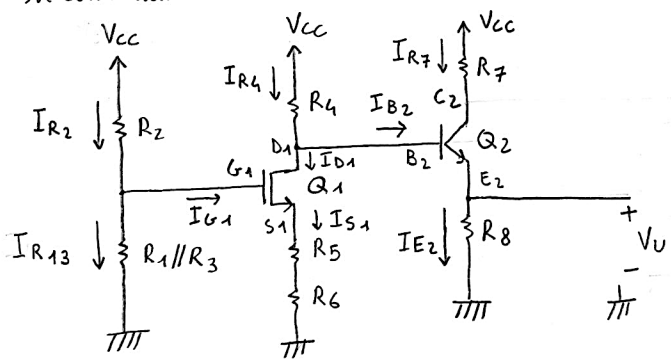 VCC
VCC
VCC
IR2
R2
IR4
R4
IB2
IR7
R7
C2
Q2
B2
E2
D1
ID1
G1
Q1
IG1
S1
IS1
IR13
R1//R3
R5
R6
IE2
R8
+
VU
-